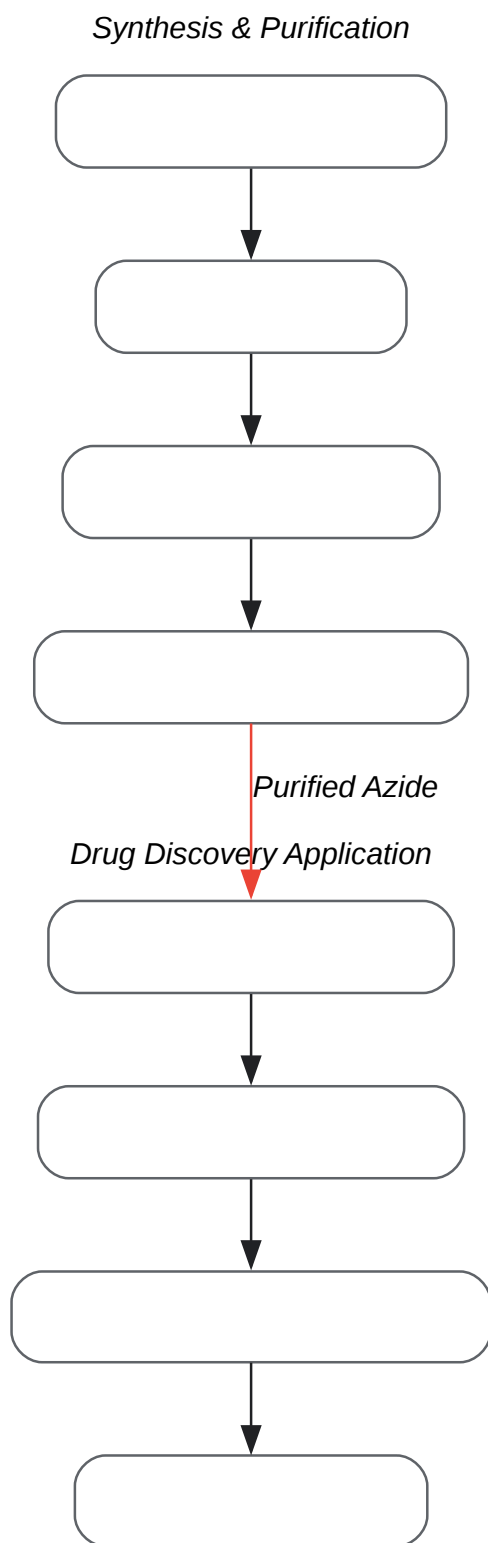 Synthesis & Purification
Purified Azide
Drug Discovery Application